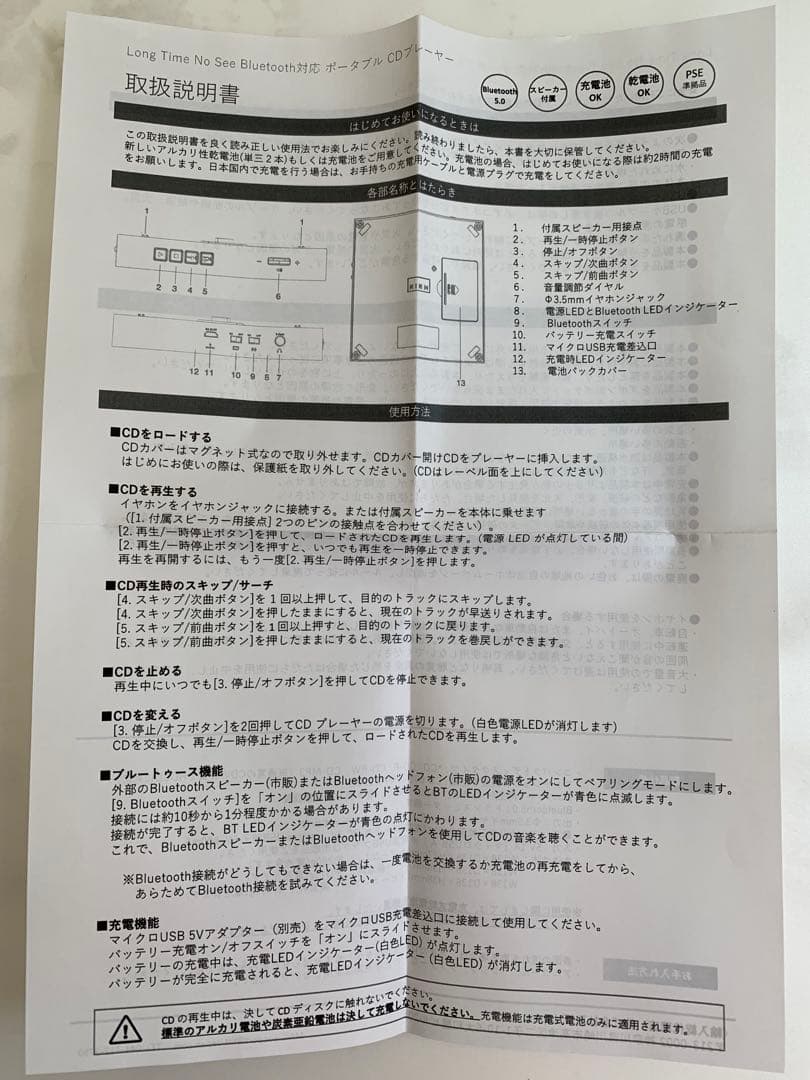 Long Time No See Bluetooth対応 ポータブル CDプレーヤー
取扱説明書
Bluetooth 5.0
スピーカー 付属
充電池 OK
乾電池 OK
PSE 準拠品
はじめてお使いになるときは
この取扱説明書を良く読み正しい使用法でお楽しみにください。読み終わりましたら、本書を大切に保管してください。
新しいアルカリ性乾電池(単三２本)もしくは充電池をご用意してください。充電池の場合、はじめてお使いになる際は約2時間の充電
をお願いします。日本国内で充電を行う場合は、お手持ちの充電用ケーブルと電源プラグで充電をしてください。
各部名称とはたらき
1． 付属スピーカー用接点
2． 再生/一時停止ボタン
3． 停止/オフボタン
4． スキップ/次曲ボタン
5． スキップ/前曲ボタン
6． 音量調節ダイヤル
7． Φ3.5mmイヤホンジャック
8． 電源LEDとBluetooth LEDインジケーター
9． Bluetoothスイッチ
10． バッテリー充電スイッチ
11． マイクロUSB充電差込口
12． 充電時LEDインジケーター
13． 電池パックカバー
1 1
2 3 4 5 6
12 11 10 9 8 7
13
使用方法
■CDをロードする
CDカバーはマグネット式なので取り外せます。CDカバー開けCDをプレーヤーに挿入します。
はじめにお使いの際は、保護紙を取り外してください。(CDはレーベル面を上にしてください)
■CDを再生する
イヤホンをイヤホンジャックに接続する。または付属スピーカーを本体に乗せます
([1. 付属スピーカー用接点] 2つのピンの接触点を合わせてください）。
[2. 再生/一時停止ボタン]を押して、ロードされたCDを再生します。(電源 LED が点灯している間)
[2. 再生/一時停止ボタン]を押すと、いつでも再生を一時停止できます。
再生を再開するには、もう一度[2. 再生/一時停止ボタン]を押します。
■CD再生時のスキップ/サーチ
[4. スキップ/次曲ボタン]を１回以上押して、目的のトラックにスキップします。
[4. スキップ/次曲ボタン]を押したままにすると、現在のトラックが早送りされます。
[5. スキップ/前曲ボタン]を１回以上押すと、目的のトラックに戻ります。
[5. スキップ/前曲ボタン]を押したままにすると、現在のトラックを巻戻しができます。
■CDを止める
再生中にいつでも[3. 停止/オフボタン]を押してCDを停止できます。
■CDを変える
[3. 停止/オフボタン]を2回押してCD プレーヤーの電源を切ります。(白色電源LEDが消灯します)
CDを交換し、再生/一時停止ボタンを押して、ロードされたCDを再生します。
■ブルートゥース機能
外部のBluetoothスピーカー(市販)またはBluetoothヘッドフォン(市販)の電源をオンにしてペアリングモードにします。
[9. Bluetoothスイッチ]を「オン」の位置にスライドさせるとBTのLEDインジケーターが青色に点滅します。
接続には約10秒から1分程度かかる場合があります。
接続が完了すると、BT LEDインジケーターが青色の点灯にかわります。
これで、BluetoothスピーカーまたはBluetoothヘッドフォンを使用してCDの音楽を聴くことができます。
※Bluetooth接続がどうしてもできない場合は、一度電池を交換するか充電池の再充電をしてから、
あらためてBluetooth接続を試みてください。
■充電機能
マイクロUSB 5Vアダプター（別売）をマイクロUSB充電差込口に接続して使用してください。
バッテリー充電オン/オフスイッチを「オン」にスライドさせます。
バッテリーの充電中は、充電LEDインジケーター(白色LED) が点灯します。
バッテリーが完全に充電されると、充電LEDインジケーター (白色LED) が消灯します。
CDの再生中は、決してCDディスクに触れないでください。
標準のアルカリ電池や炭素亜鉛電池は決して充電しないでください。充電機能は充電式電池のみに適用されます。